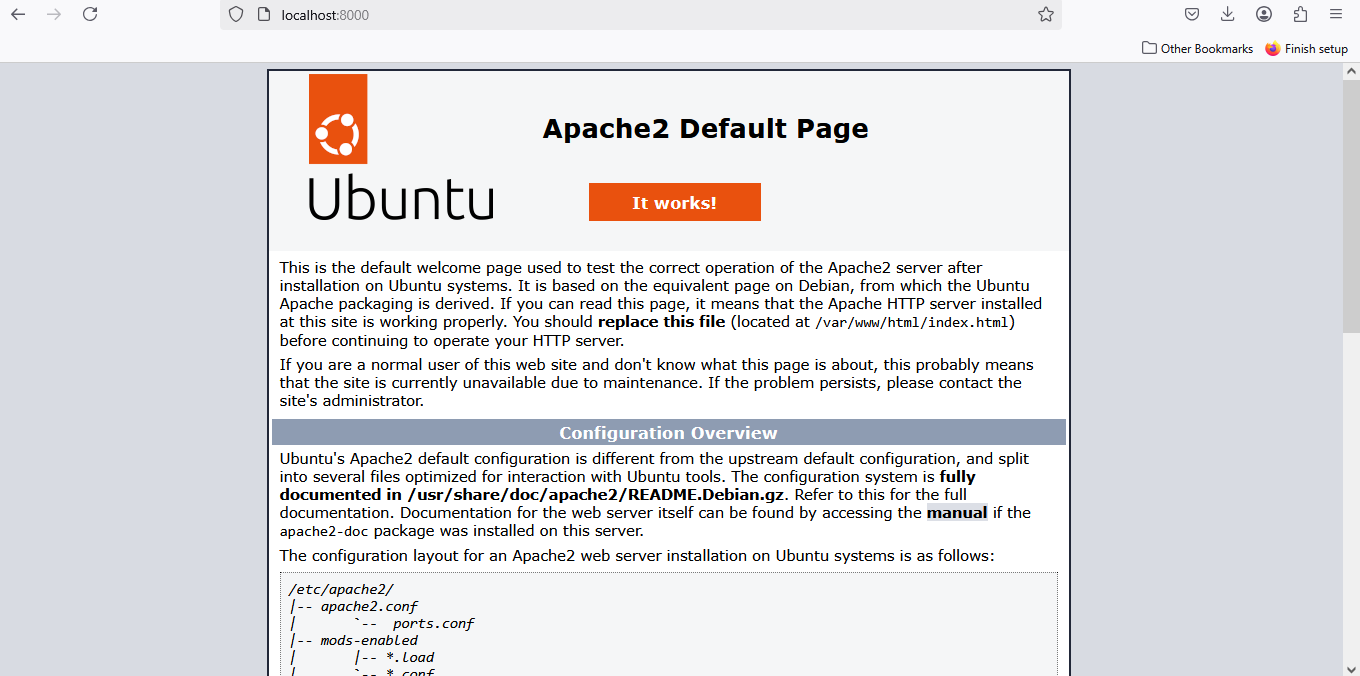 localhost:8000
Other Bookmarks
Finish setup
Apache2 Default Page
Ubuntu
It works!
This is the default welcome page used to test the correct operation of the Apache2 server after
installation on Ubuntu systems. It is based on the equivalent page on Debian, from which the Ubuntu
Apache packaging is derived. If you can read this page, it means that the Apache HTTP server installed
at this site is working properly. You should replace this file (located at /var/www/html/index.html)
before continuing to operate your HTTP server.
If you are a normal user of this web site and don't know what this page is about, this probably means
that the site is currently unavailable due to maintenance. If the problem persists, please contact the
site's administrator.
Configuration Overview
Ubuntu's Apache2 default configuration is different from the upstream default configuration, and split
into several files optimized for interaction with Ubuntu tools. The configuration system is fully
documented in /usr/share/doc/apache2/README.Debian.gz. Refer to this for the full
documentation. Documentation for the web server itself can be found by accessing the manual if the
apache2-doc package was installed on this server.
The configuration layout for an Apache2 web server installation on Ubuntu systems is as follows:
/etc/apache2/
|-- apache2.conf
|       `--  ports.conf
|-- mods-enabled
|       |-- *.load
|       `-- *.conf